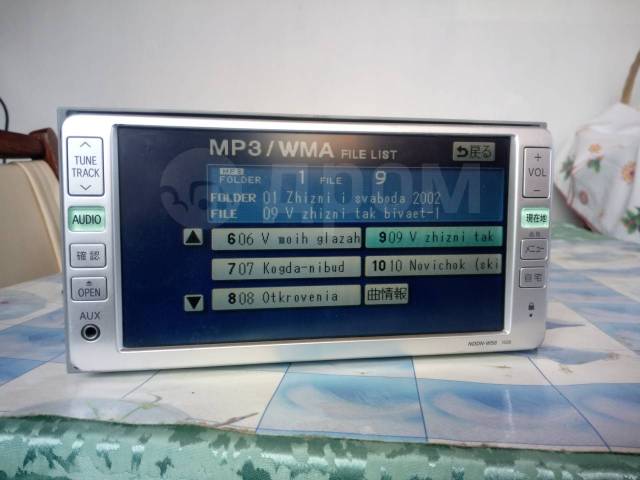 MP3/WMA FILE LIST
戻る
MP3
FOLDER 1 FILE 9
FOLDER 01 Zhizni i svaboda 2002
FILE 09 V zhizni tak bivaet-1
6 06 V moih glazah
9 09 V zhizni tak
7 07 Kogda-nibud
10 10 Novichok (ski
8 08 Otkrovenia
曲情報
TUNE
TRACK
AUDIO
確認
OPEN
AUX
+
VOL
-
現在地
メニュー
自宅
NDDN-W58